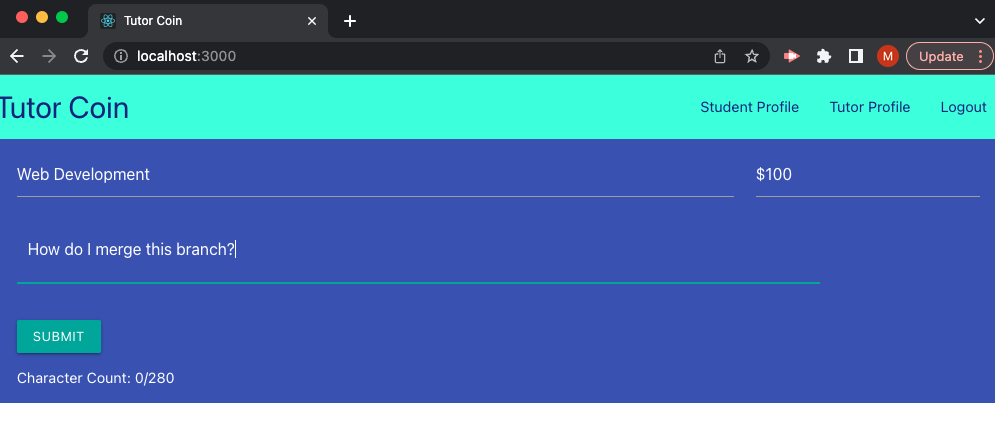 Tutor Coin
localhost:3000
M
Update
Tutor Coin
Student Profile
Tutor Profile
Logout
Web Development
$100
How do I merge this branch?
SUBMIT
Character Count: 0/280